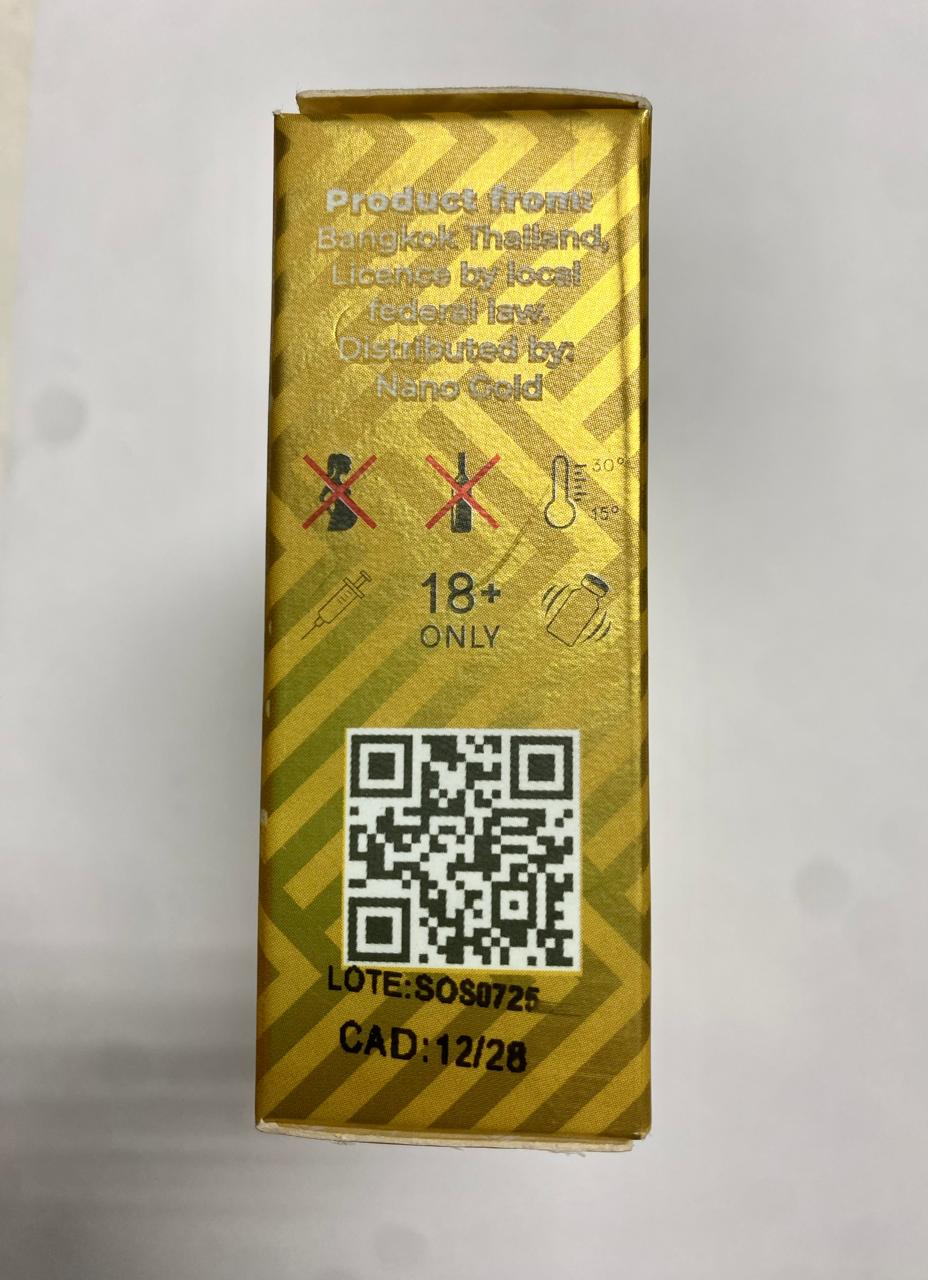 Product from:
Bangkok Thailand,
Licence by local
federal law.
Distributed by:
Nano Gold
30°
15°
18+
ONLY
LOTE:SOS0725
CAD:12/28